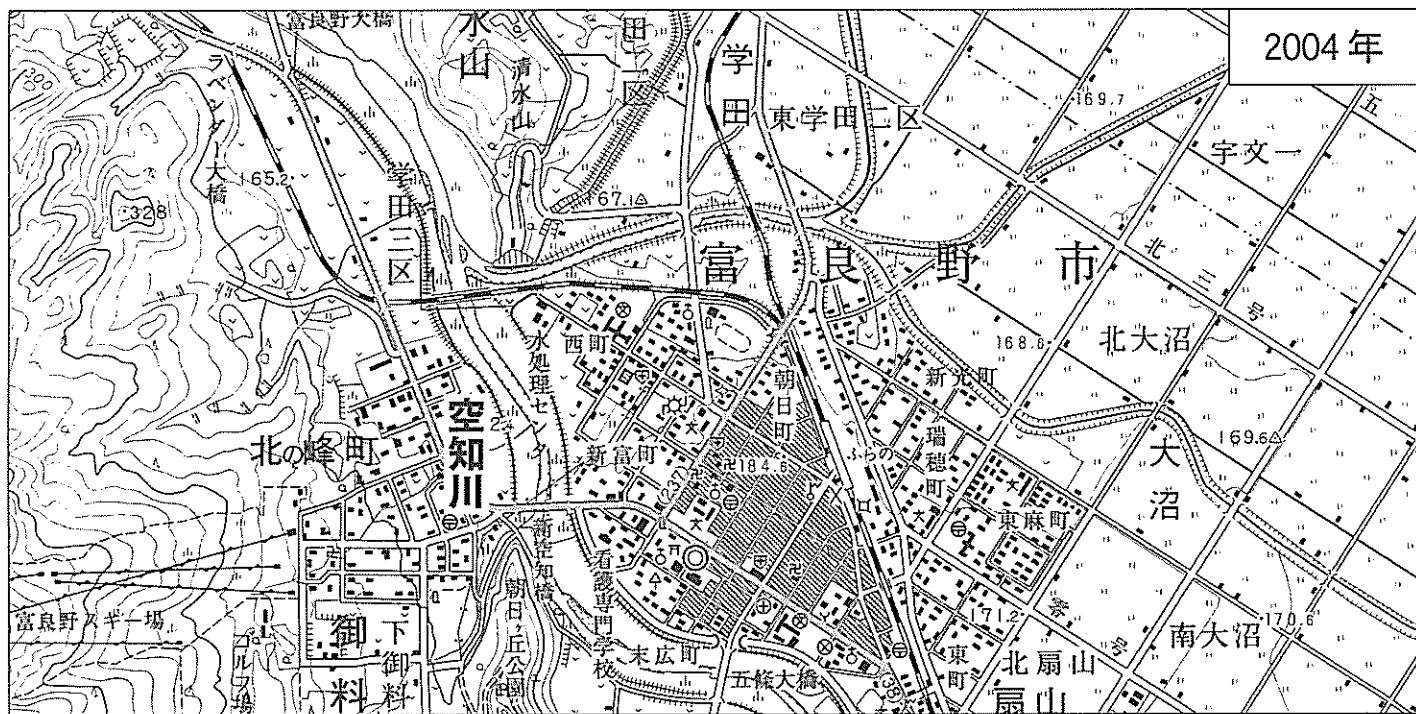 2004年
富良野大橋
水山
清水山
田二区
学田
東学田二区
169.7
五
宇文一
ラベンダー大橋
200
328
165.2
学田三区
67.1
富良野市
北三号
168.8
北大沼
新光町
169.6
大沼
西町
水処理センタ
朝日町
空知川
北の峰町
新富町
237
184.6
ふらの
瑞穂町
東麻町
新空知橋
看護専門学校
朝日ヶ丘公園
富良野スキー場
ゴルフ場
御料
下御料
末広町
五條大橋
38
東町
171.2
号
北扇山
扇山
南大沼
170.6